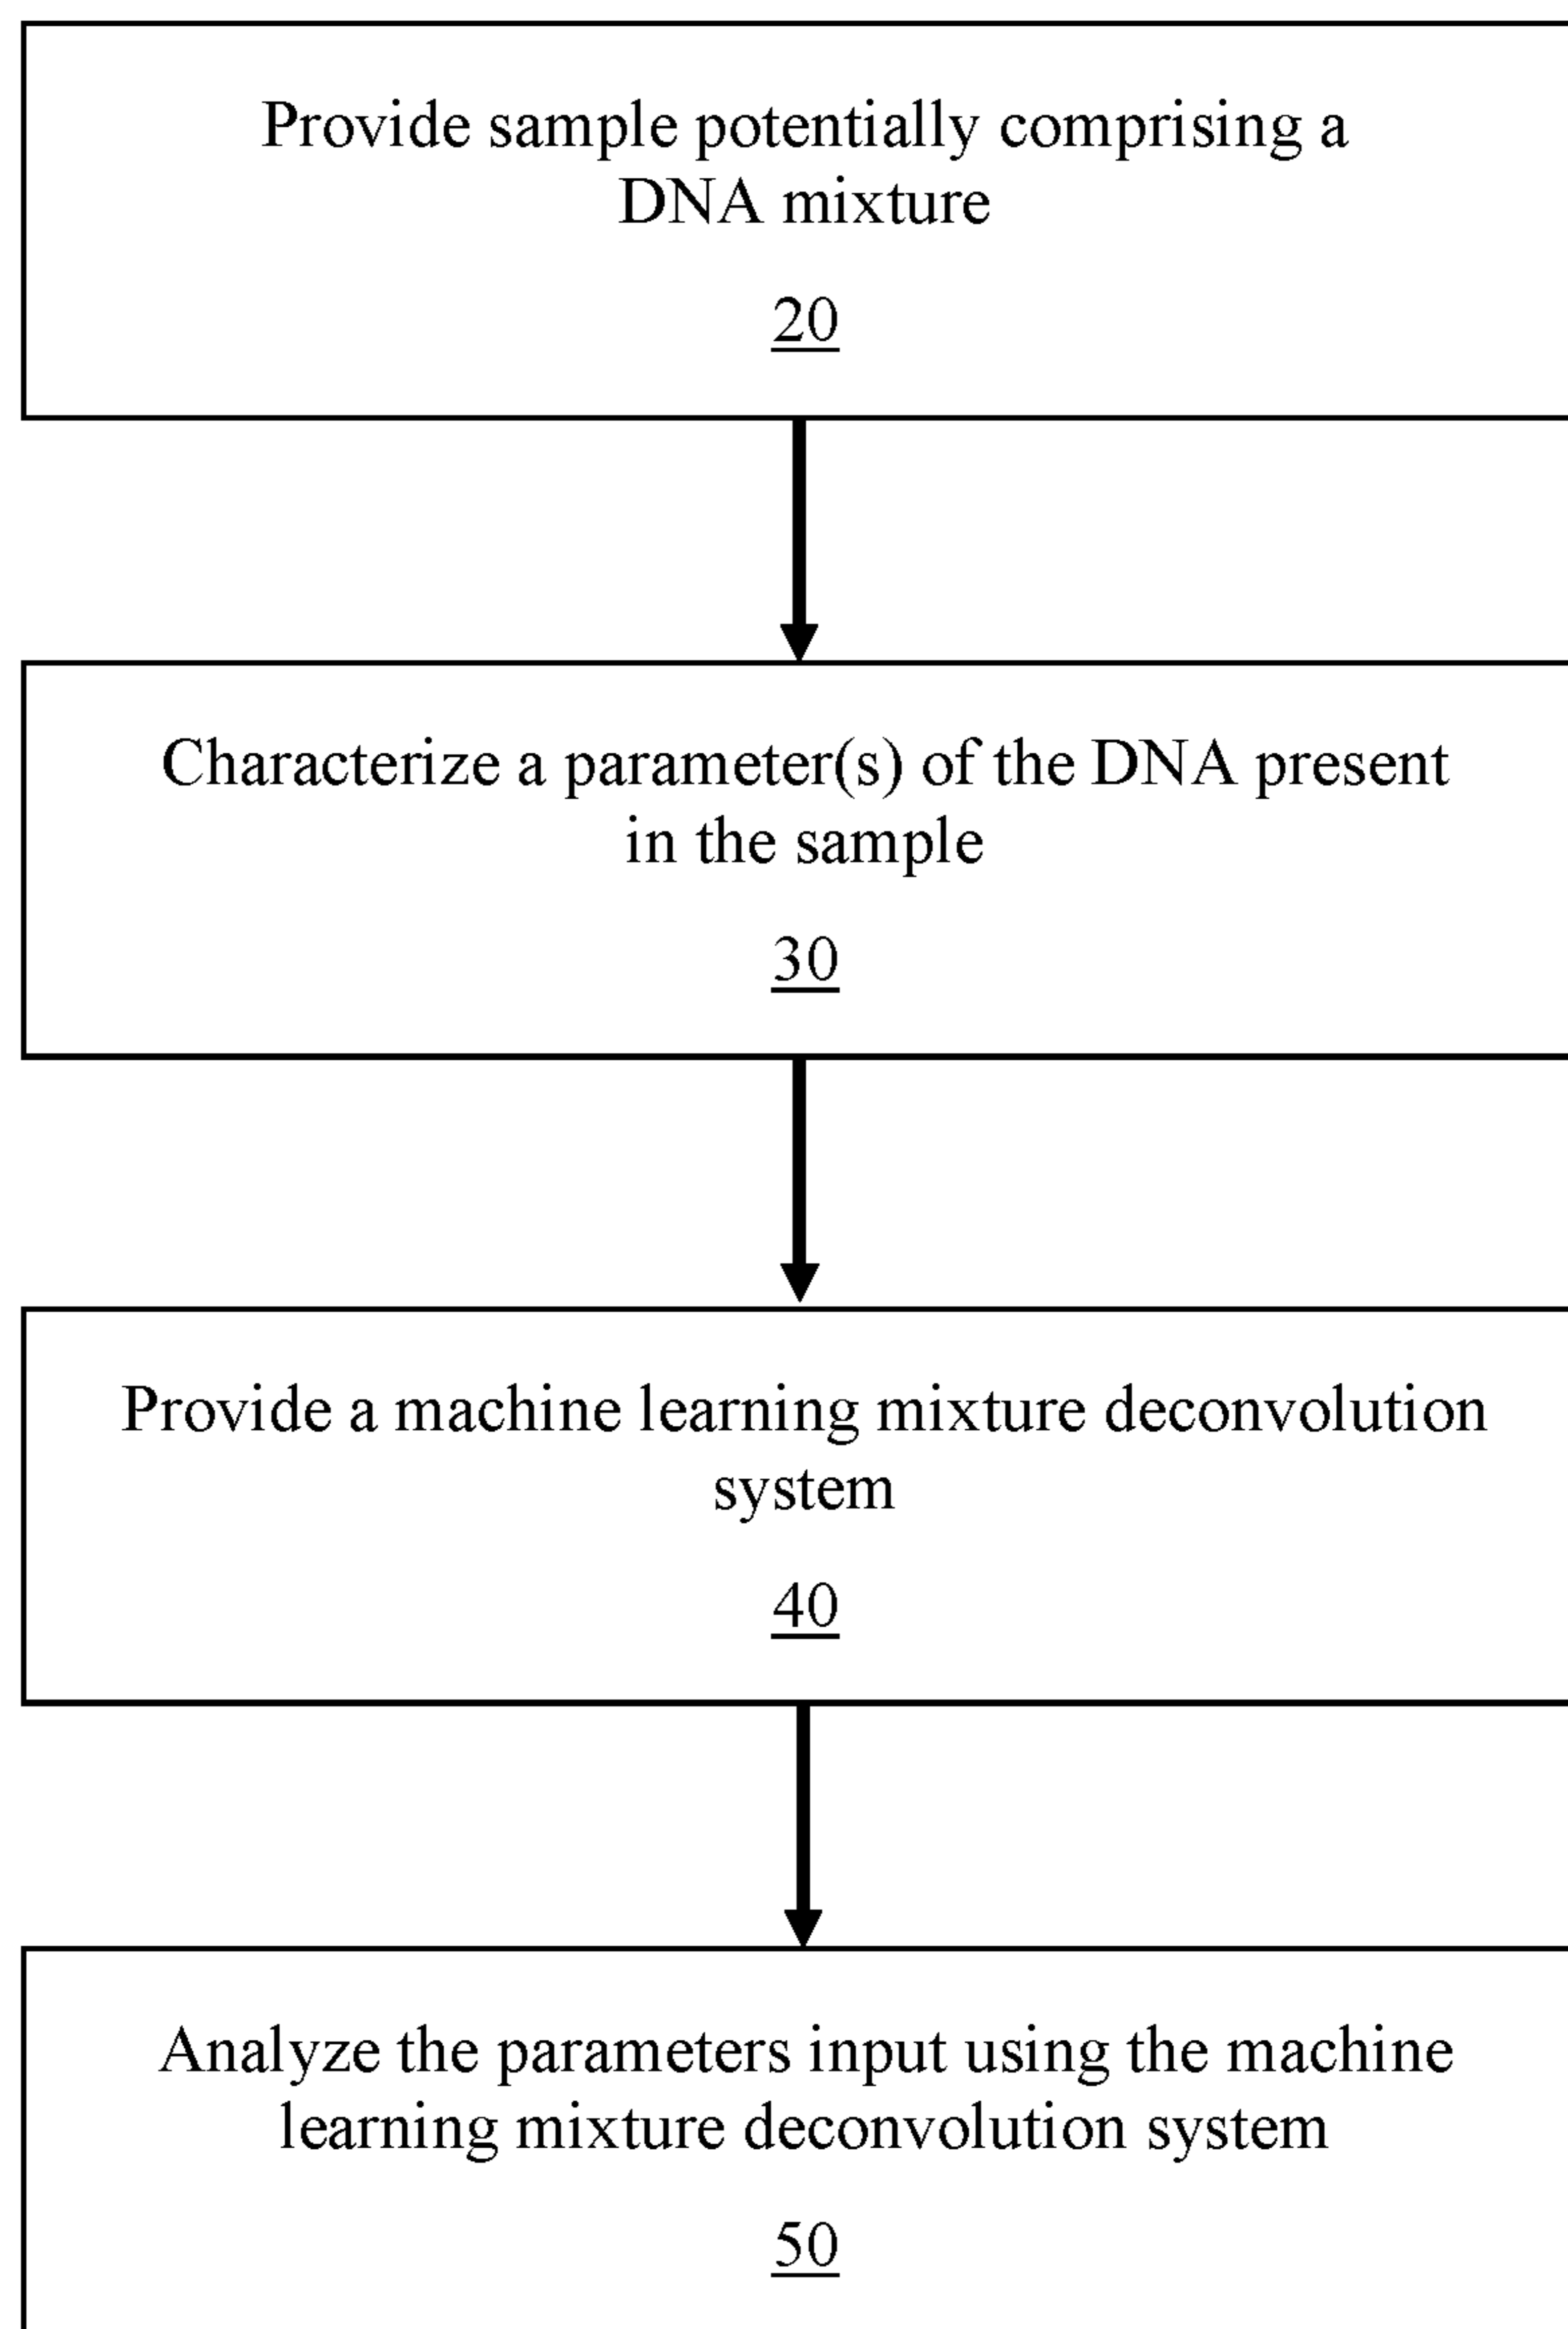 Provide sample potentially comprising a
DNA mixture
20
Characterize a parameter(s) of the DNA present
in the sample
30
Provide a machine learning mixture deconvolution
system
40
Analyze the parameters input using the machine
learning mixture deconvolution system
50